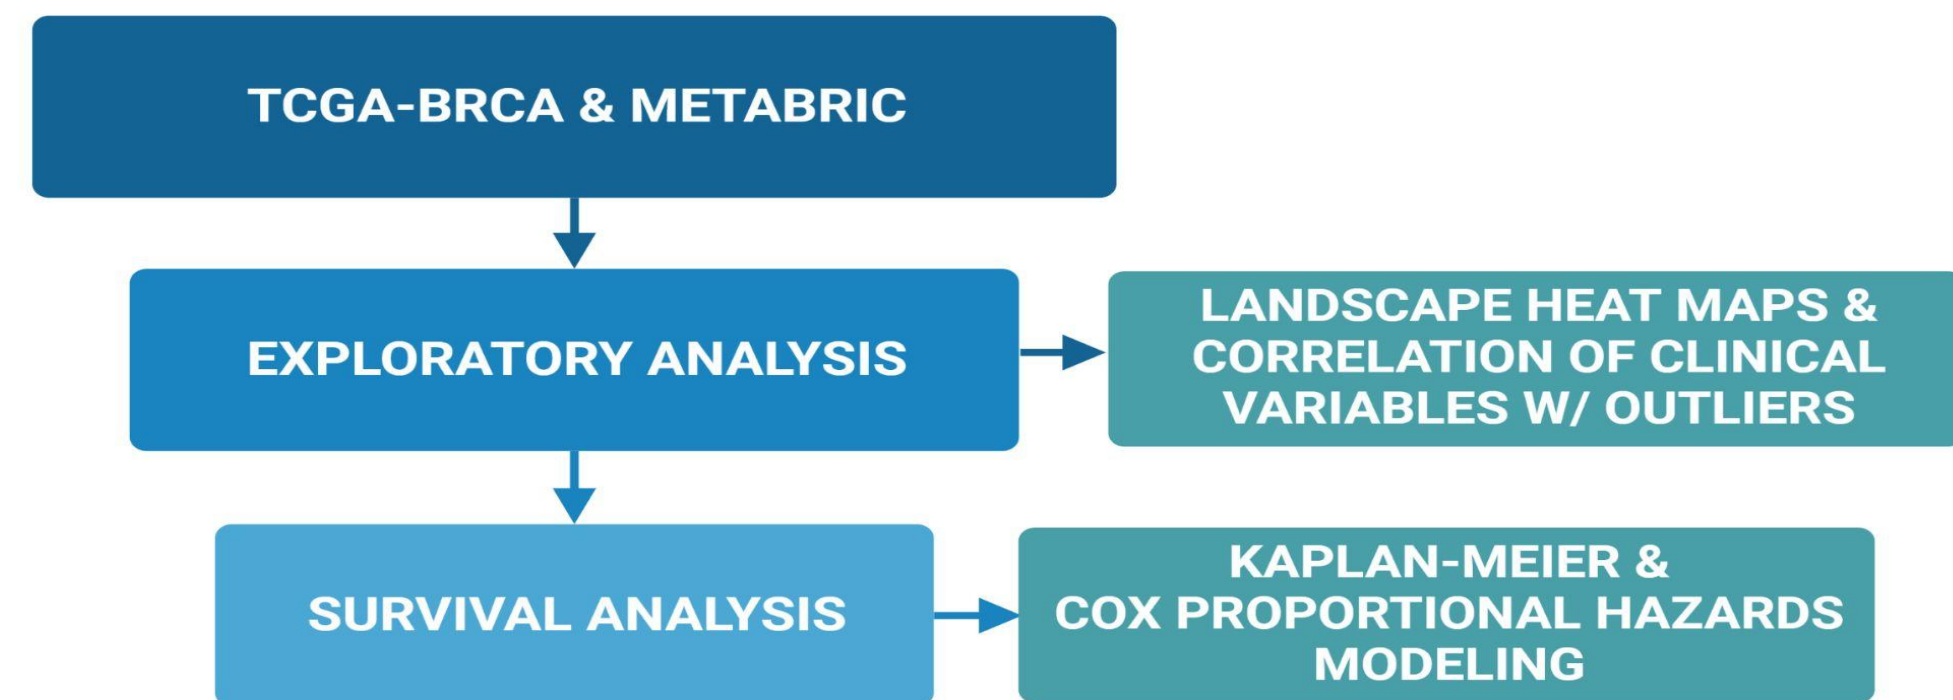 TCGA-BRCA & METABRIC
EXPLORATORY ANALYSIS
LANDSCAPE HEAT MAPS &
CORRELATION OF CLINICAL
VARIABLES W/ OUTLIERS
SURVIVAL ANALYSIS
KAPLAN-MEIER &
COX PROPORTIONAL HAZARDS
MODELING